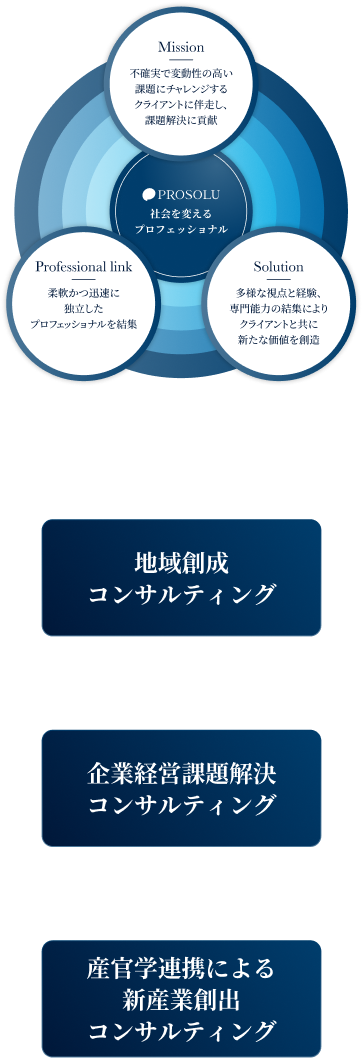 Mission
不確実で変動性の高い
課題にチャレンジする
クライアントに伴走し、
課題解決に貢献
PROSOLU
社会を変える
プロフェッショナル
Professional link
柔軟かつ迅速に
独立した
プロフェッショナルを結集
Solution
多様な視点と経験、
専門能力の結集により
クライアントと共に
新たな価値を創造
地域創成
コンサルティング
企業経営課題解決
コンサルティング
産官学連携による
新産業創出
コンサルティング